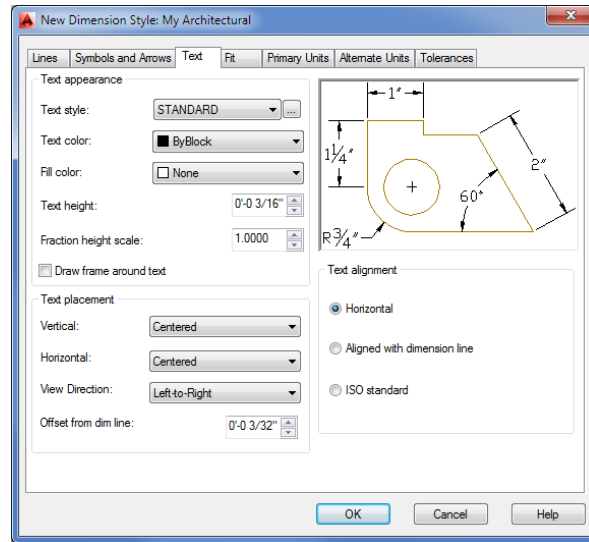 New Dimension Style: My Architectural
Lines Symbols and Arrows Text Fit Primary Units Alternate Units Tolerances
Text appearance
Text style: STANDARD ...
Text color: ByBlock
Fill color: None
Text height: 0'-0 3/16"
Fraction height scale: 1.0000
Draw frame around text
Text placement
Vertical: Centered
Horizontal: Centered
View Direction: Left-to-Right
Offset from dim line: 0'-0 3/32"
1"
1 1/4"
2"
60°
R 3/4"
Text alignment
Horizontal
Aligned with dimension line
ISO standard
OK Cancel Help